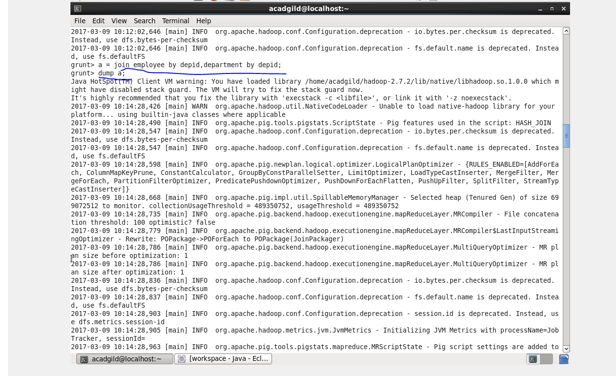 acadgild@localhost:~
File Edit View Search Terminal Help
2017-03-09 10:12:02,646 [main] INFO org.apache.hadoop.conf.Configuration.deprecation - io.bytes.per.checksum is deprecated.
Instead, use dfs.bytes-per-checksum
2017-03-09 10:12:02,646 [main] INFO org.apache.hadoop.conf.Configuration.deprecation - fs.default.name is deprecated. Instea
d, use fs.defaultFS
grunt> a = join employee by depid,department by depid;
grunt> dump a;
Java HotSpot(TM) Client VM warning: You have loaded library /home/acadgild/hadoop-2.7.2/lib/native/libhadoop.so.1.0.0 which m
ight have disabled stack guard. The VM will try to fix the stack guard now.
It's highly recommended that you fix the library with 'execstack -c <libfile>', or link it with '-z noexecstack'.
2017-03-09 10:14:28,426 [main] WARN org.apache.hadoop.util.NativeCodeLoader - Unable to load native-hadoop library for your
platform... using builtin-java classes where applicable
2017-03-09 10:14:28,490 [main] INFO org.apache.pig.tools.pigstats.ScriptState - Pig features used in the script: HASH_JOIN
2017-03-09 10:14:28,547 [main] INFO org.apache.hadoop.conf.Configuration.deprecation - io.bytes.per.checksum is deprecated.
Instead, use dfs.bytes-per-checksum
2017-03-09 10:14:28,547 [main] INFO org.apache.hadoop.conf.Configuration.deprecation - fs.default.name is deprecated. Instea
d, use fs.defaultFS
2017-03-09 10:14:28,598 [main] INFO org.apache.pig.newplan.logical.optimizer.LogicalPlanOptimizer - {RULES_ENABLED=[AddForEa
ch, ColumnMapKeyPrune, ConstantCalculator, GroupByConstParallelSetter, LimitOptimizer, LoadTypeCastInserter, MergeFilter, Mer
geForEach, PartitionFilterOptimizer, PredicatePushdownOptimizer, PushDownForEachFlatten, PushUpFilter, SplitFilter, StreamTyp
eCastInserter]}
2017-03-09 10:14:28,668 [main] INFO org.apache.pig.impl.util.SpillableMemoryManager - Selected heap (Tenured Gen) of size 69
9072512 to monitor. collectionUsageThreshold = 489350752, usageThreshold = 489350752
2017-03-09 10:14:28,735 [main] INFO org.apache.pig.backend.hadoop.executionengine.mapReduceLayer.MRCompiler - File concatena
tion threshold: 100 optimistic? false
2017-03-09 10:14:28,779 [main] INFO org.apache.pig.backend.hadoop.executionengine.mapReduceLayer.MRCompiler$LastInputStreami
ngOptimizer - Rewrite: POPackage->POForEach to POPackage(JoinPackager)
2017-03-09 10:14:28,786 [main] INFO org.apache.pig.backend.hadoop.executionengine.mapReduceLayer.MultiQueryOptimizer - MR pl
an size before optimization: 1
2017-03-09 10:14:28,786 [main] INFO org.apache.pig.backend.hadoop.executionengine.mapReduceLayer.MultiQueryOptimizer - MR pl
an size after optimization: 1
2017-03-09 10:14:28,836 [main] INFO org.apache.hadoop.conf.Configuration.deprecation - io.bytes.per.checksum is deprecated.
Instead, use dfs.bytes-per-checksum
2017-03-09 10:14:28,837 [main] INFO org.apache.hadoop.conf.Configuration.deprecation - fs.default.name is deprecated. Instea
d, use fs.defaultFS
2017-03-09 10:14:28,903 [main] INFO org.apache.hadoop.conf.Configuration.deprecation - session.id is deprecated. Instead, us
e dfs.metrics.session-id
2017-03-09 10:14:28,905 [main] INFO org.apache.hadoop.metrics.jvm.JvmMetrics - Initializing JVM Metrics with processName=Job
Tracker, sessionId=
2017-03-09 10:14:28,963 [main] INFO org.apache.pig.tools.pigstats.mapreduce.MRScriptState - Pig script settings are added to
acadgild@localhost:~ [workspace - Java - Ecl...